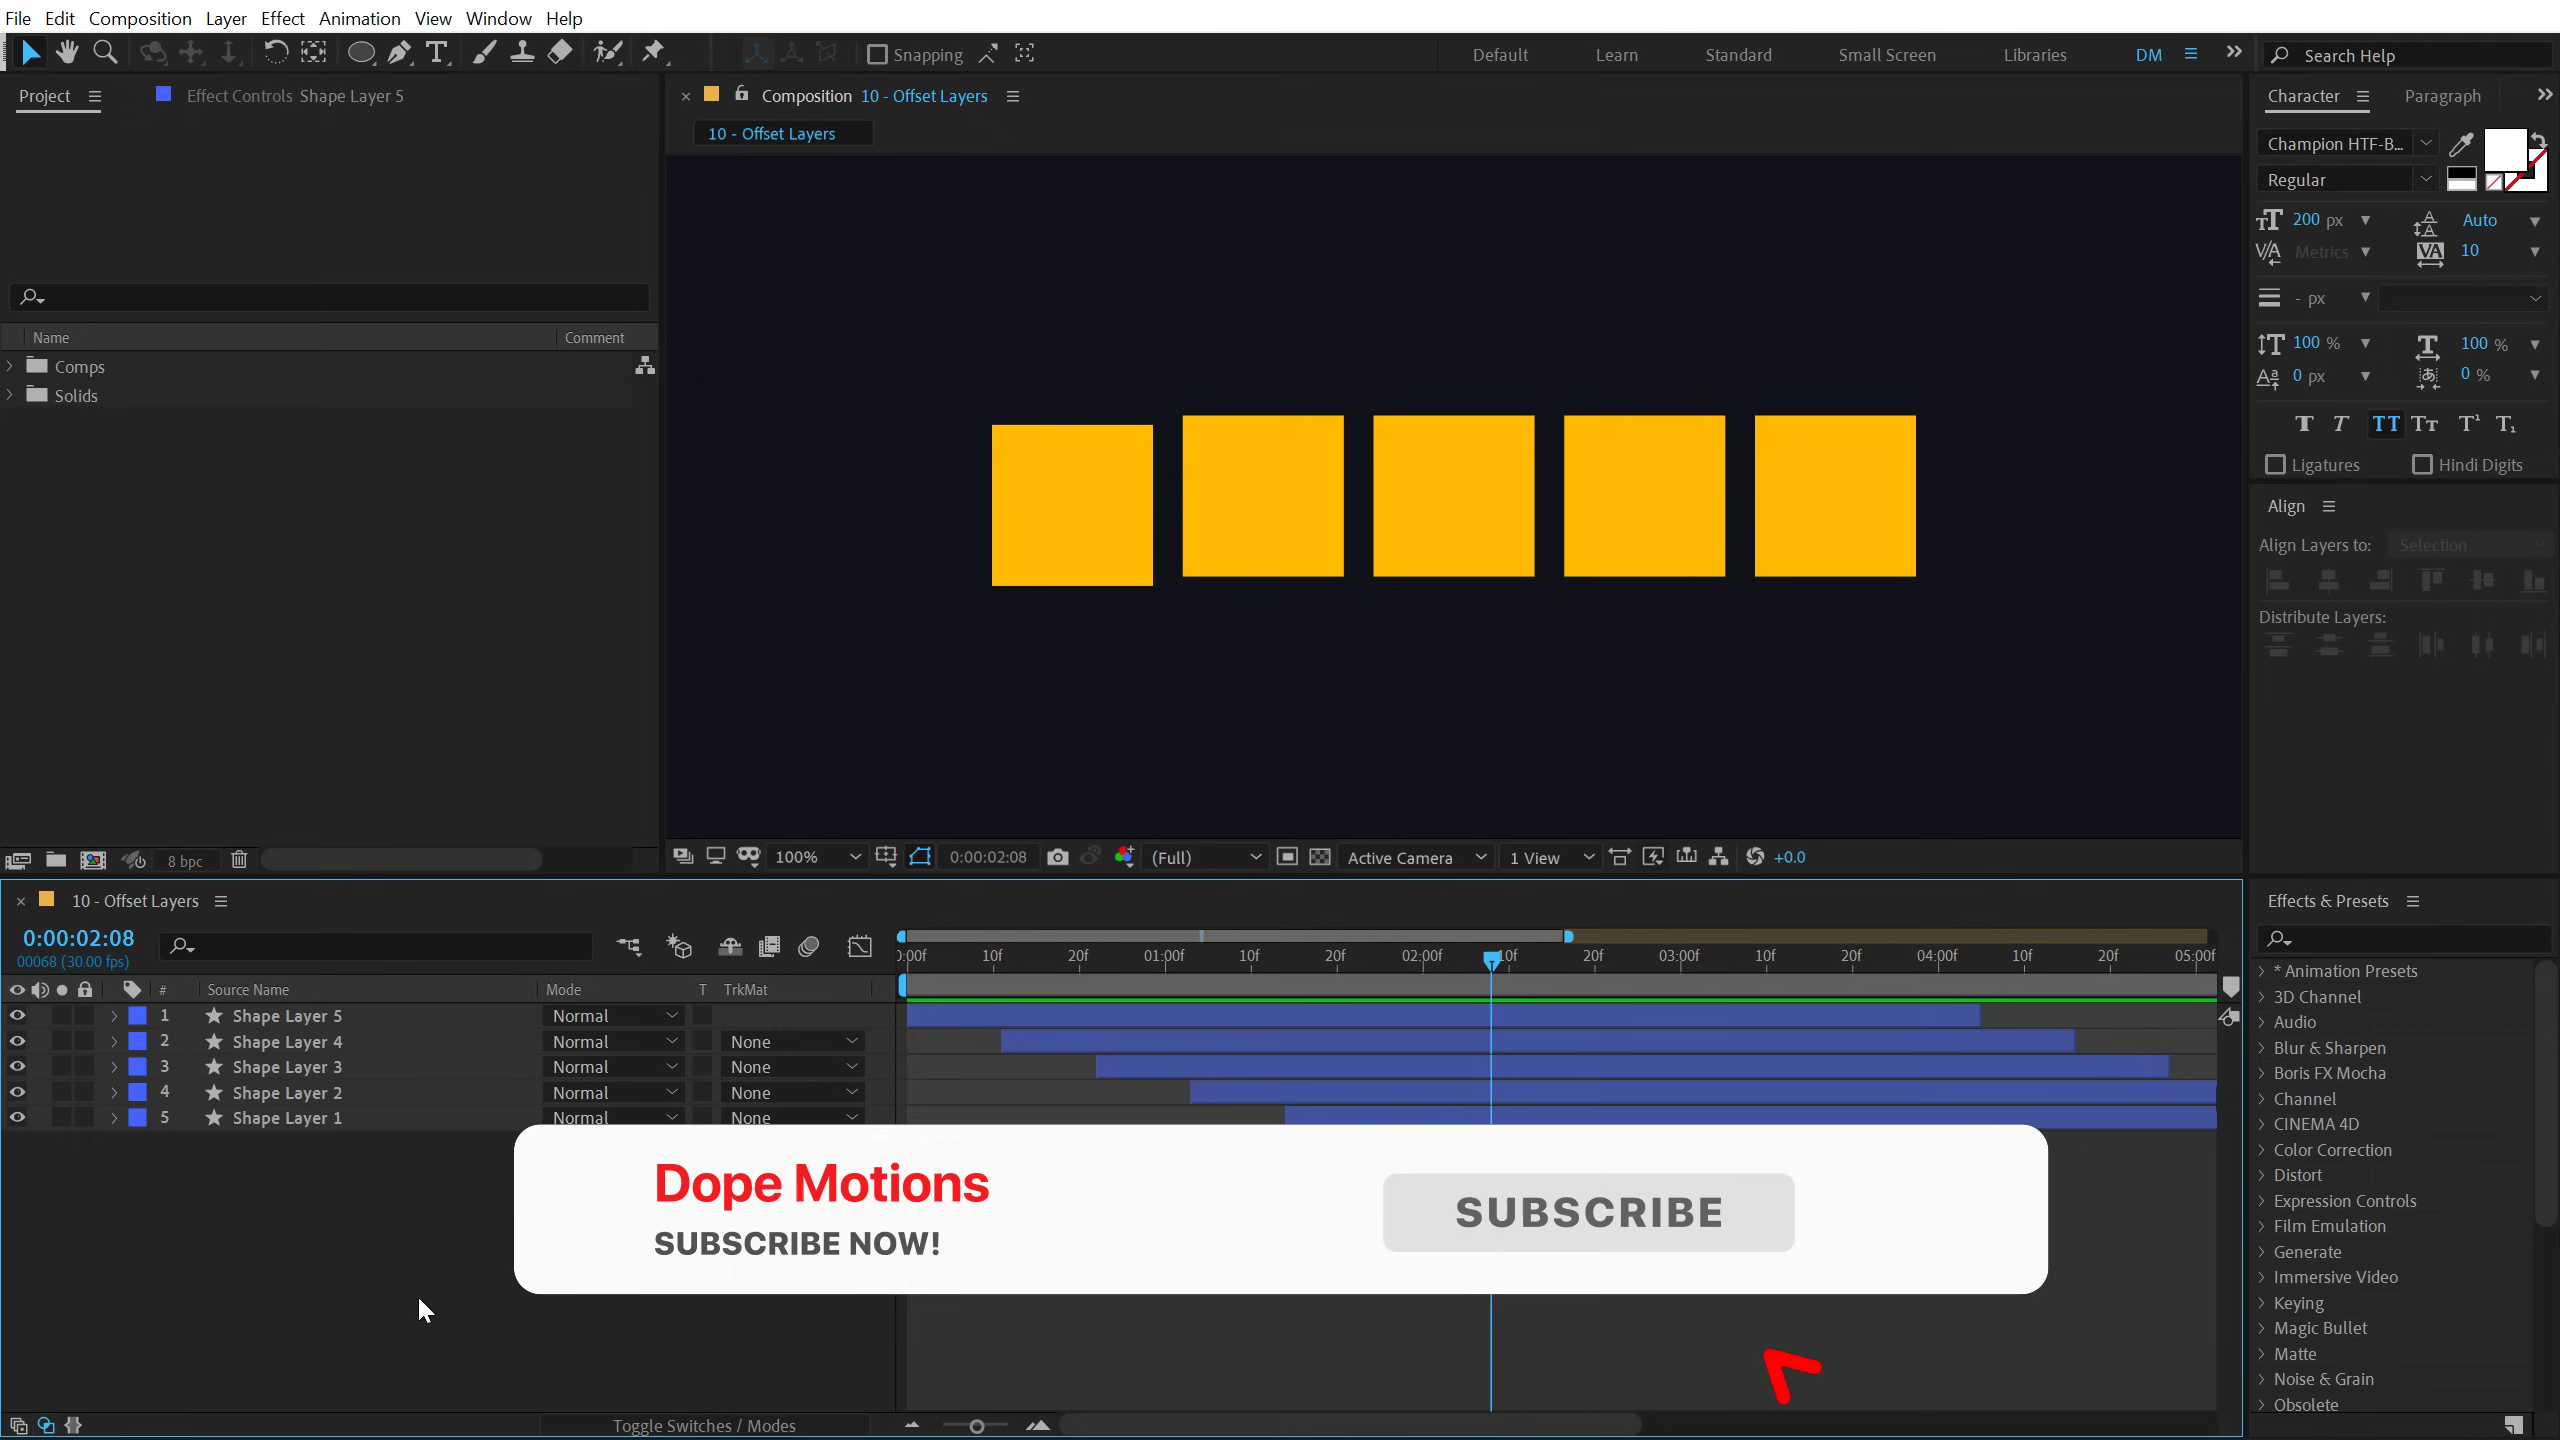 File Edit Composition Layer Effect Animation View Window Help
Snapping Default Learn Standard Small Screen Libraries DM Search Help
Project Effect Controls Shape Layer 5 Composition 10 - Offset Layers Character Paragraph
10 - Offset Layers
Champion HTF-B...
Regular
200 px Auto
Metrics 10
- px
100 % 100 %
0 px 0 %
Ligatures Hindi Digits
Name Comment
Comps
Solids
Align
Align Layers to: Selection
Distribute Layers:
8 bpc 100% 0:00:02:08 (Full) Active Camera 1 View +0.0
10 - Offset Layers
0:00:02:08
00068 (30.00 fps)
):00f 10f 20f 01:00f 10f 20f 02:00f 10f 20f 03:00f 10f 20f 04:00f 10f 20f 05:00f
# Source Name Mode T TrkMat
1 Shape Layer 5 Normal
2 Shape Layer 4 Normal None
3 Shape Layer 3 Normal None
4 Shape Layer 2 Normal None
5 Shape Layer 1 Normal None
Dope Motions
SUBSCRIBE NOW!
SUBSCRIBE
Toggle Switches / Modes
Effects & Presets
* Animation Presets
3D Channel
Audio
Blur & Sharpen
Boris FX Mocha
Channel
CINEMA 4D
Color Correction
Distort
Expression Controls
Film Emulation
Generate
Immersive Video
Keying
Magic Bullet
Matte
Noise & Grain
Obsolete